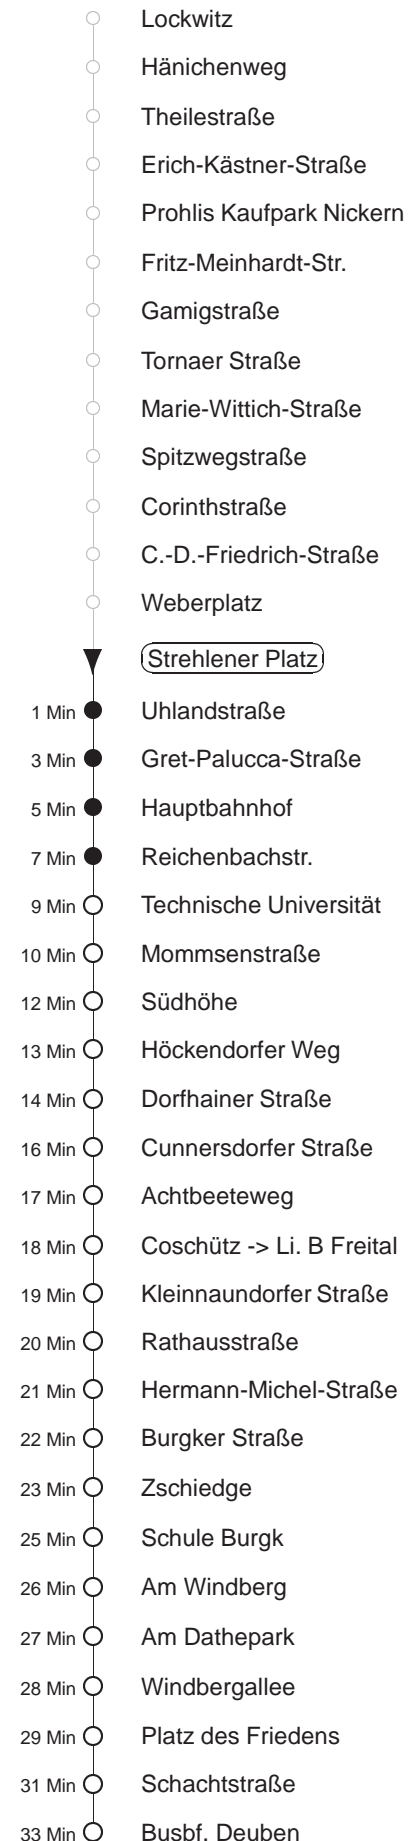 Lockwitz
Hänichenweg
Theilestraße
Erich-Kästner-Straße
Prohlis Kaufpark Nickern
Fritz-Meinhardt-Str.
Gamigstraße
Tornaer Straße
Marie-Wittich-Straße
Spitzwegstraße
Corinthstraße
C.-D.-Friedrich-Straße
Weberplatz
Strehlener Platz
1 Min Uhlandstraße
3 Min Gret-Palucca-Straße
5 Min Hauptbahnhof
7 Min Reichenbachstr.
9 Min Technische Universität
10 Min Mommsenstraße
12 Min Südhöhe
13 Min Höckendorfer Weg
14 Min Dorfhainer Straße
16 Min Cunnersdorfer Straße
17 Min Achtbeeteweg
18 Min Coschütz -> Li. B Freital
19 Min Kleinnaundorfer Straße
20 Min Rathausstraße
21 Min Hermann-Michel-Straße
22 Min Burgker Straße
23 Min Zschiedge
25 Min Schule Burgk
26 Min Am Windberg
27 Min Am Dathepark
28 Min Windbergallee
29 Min Platz des Friedens
31 Min Schachtstraße
33 Min Busbf. Deuben